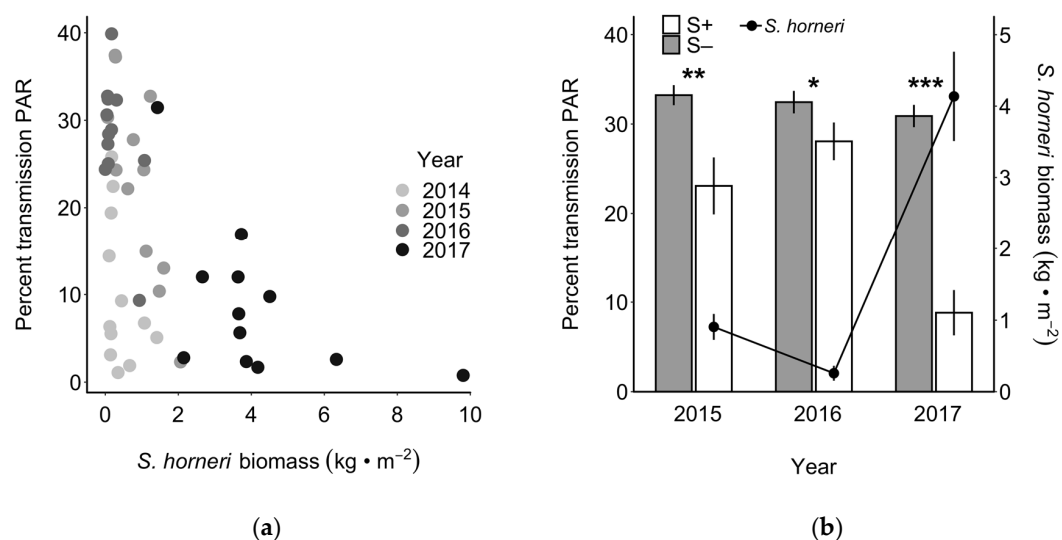 40
30
20
10
0
Percent transmission PAR
Year
2014
2015
2016
2017
0 2 4 6 8 10
S. horneri biomass (kg • m−2)
(a)
S+
S−
S. horneri
40
30
20
10
0
Percent transmission PAR
** * ***
5
4
3
2
1
0
S. horneri biomass (kg • m−2)
2015 2016 2017
Year
(b)